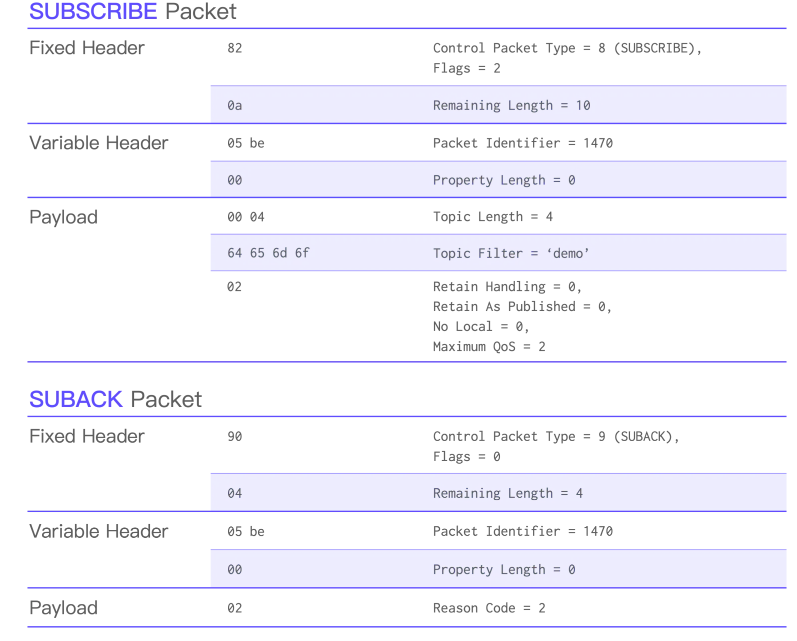 SUBSCRIBE Packet
Fixed Header 82 Control Packet Type = 8 (SUBSCRIBE),
Flags = 2
0a Remaining Length = 10
Variable Header 05 be Packet Identifier = 1470
00 Property Length = 0
Payload 00 04 Topic Length = 4
64 65 6d 6f Topic Filter = ‘demo’
02 Retain Handling = 0,
Retain As Published = 0,
No Local = 0,
Maximum QoS = 2
SUBACK Packet
Fixed Header 90 Control Packet Type = 9 (SUBACK),
Flags = 0
04 Remaining Length = 4
Variable Header 05 be Packet Identifier = 1470
00 Property Length = 0
Payload 02 Reason Code = 2